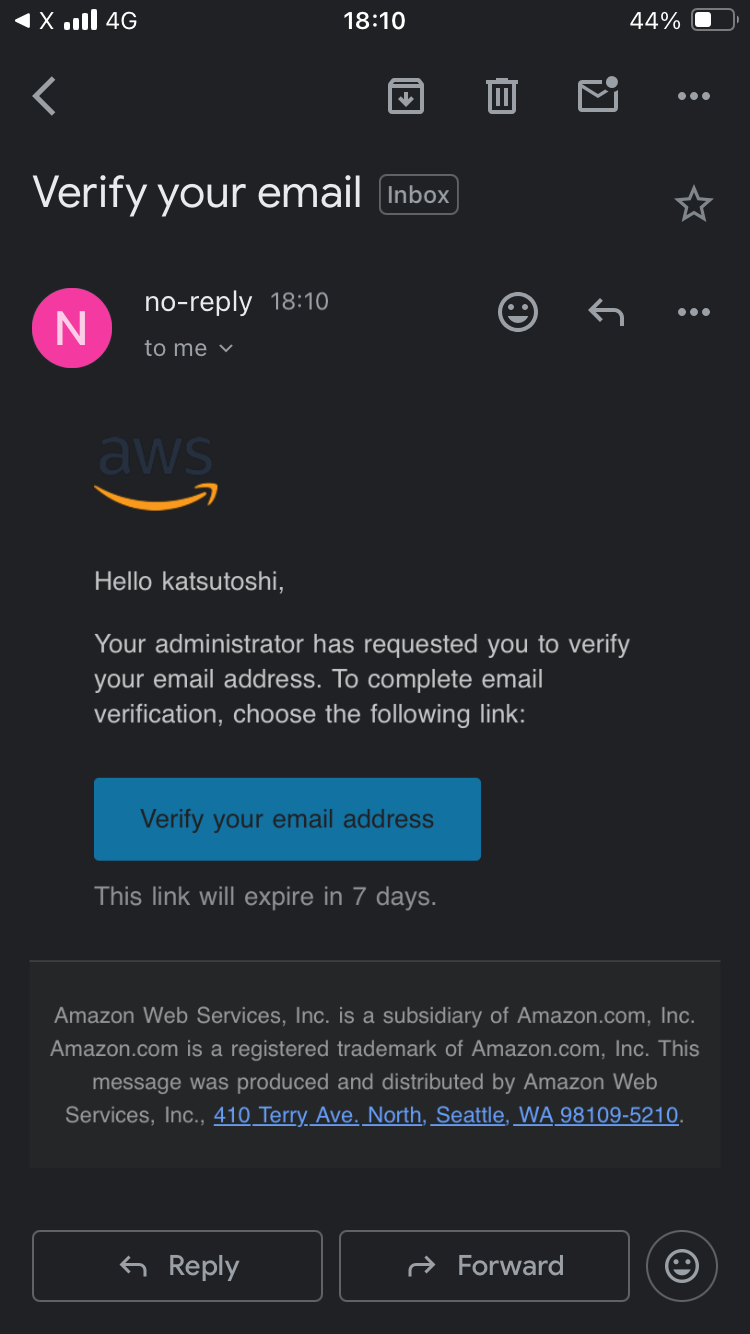 X 4G 18:10 44%
Verify your email Inbox
N no-reply 18:10
to me
aws
Hello katsutoshi,
Your administrator has requested you to verify
your email address. To complete email
verification, choose the following link:
Verify your email address
This link will expire in 7 days.
Amazon Web Services, Inc. is a subsidiary of Amazon.com, Inc.
Amazon.com is a registered trademark of Amazon.com, Inc. This
message was produced and distributed by Amazon Web
Services, Inc., 410 Terry Ave. North, Seattle, WA 98109-5210.
Reply Forward